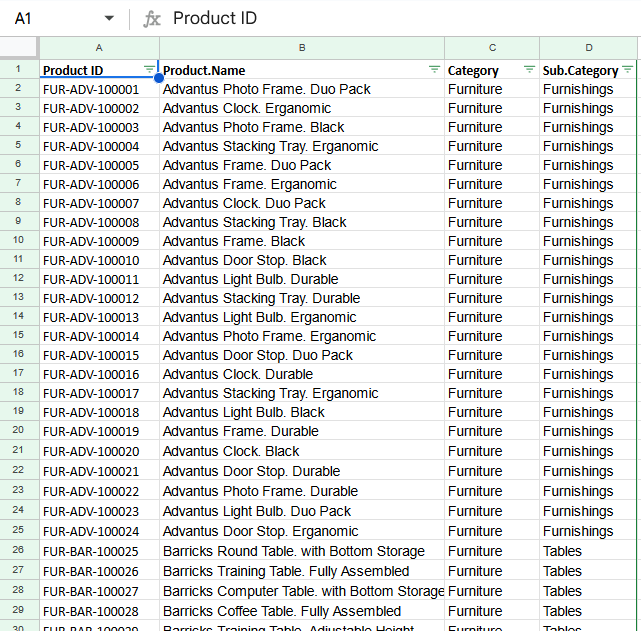 A1 fx Product ID
A B C D
1 Product ID Product.Name Category Sub.Category
2 FUR-ADV-100001 Advantus Photo Frame. Duo Pack Furniture Furnishings
3 FUR-ADV-100002 Advantus Clock. Erganomic Furniture Furnishings
4 FUR-ADV-100003 Advantus Photo Frame. Black Furniture Furnishings
5 FUR-ADV-100004 Advantus Stacking Tray. Erganomic Furniture Furnishings
6 FUR-ADV-100005 Advantus Frame. Duo Pack Furniture Furnishings
7 FUR-ADV-100006 Advantus Frame. Erganomic Furniture Furnishings
8 FUR-ADV-100007 Advantus Clock. Duo Pack Furniture Furnishings
9 FUR-ADV-100008 Advantus Stacking Tray. Black Furniture Furnishings
10 FUR-ADV-100009 Advantus Frame. Black Furniture Furnishings
11 FUR-ADV-100010 Advantus Door Stop. Black Furniture Furnishings
12 FUR-ADV-100011 Advantus Light Bulb. Durable Furniture Furnishings
13 FUR-ADV-100012 Advantus Stacking Tray. Durable Furniture Furnishings
14 FUR-ADV-100013 Advantus Light Bulb. Erganomic Furniture Furnishings
15 FUR-ADV-100014 Advantus Photo Frame. Erganomic Furniture Furnishings
16 FUR-ADV-100015 Advantus Door Stop. Duo Pack Furniture Furnishings
17 FUR-ADV-100016 Advantus Clock. Durable Furniture Furnishings
18 FUR-ADV-100017 Advantus Stacking Tray. Erganomic Furniture Furnishings
19 FUR-ADV-100018 Advantus Light Bulb. Black Furniture Furnishings
20 FUR-ADV-100019 Advantus Frame. Durable Furniture Furnishings
21 FUR-ADV-100020 Advantus Clock. Black Furniture Furnishings
22 FUR-ADV-100021 Advantus Door Stop. Durable Furniture Furnishings
23 FUR-ADV-100022 Advantus Photo Frame. Durable Furniture Furnishings
24 FUR-ADV-100023 Advantus Light Bulb. Duo Pack Furniture Furnishings
25 FUR-ADV-100024 Advantus Door Stop. Erganomic Furniture Furnishings
26 FUR-BAR-100025 Barricks Round Table. with Bottom Storage Furniture Tables
27 FUR-BAR-100026 Barricks Training Table. Fully Assembled Furniture Tables
28 FUR-BAR-100027 Barricks Computer Table. with Bottom Storage Furniture Tables
29 FUR-BAR-100028 Barricks Coffee Table. Fully Assembled Furniture Tables
30 FUR-BAR-100029 Barricks Training Table. Adjustable Height Furniture Tables